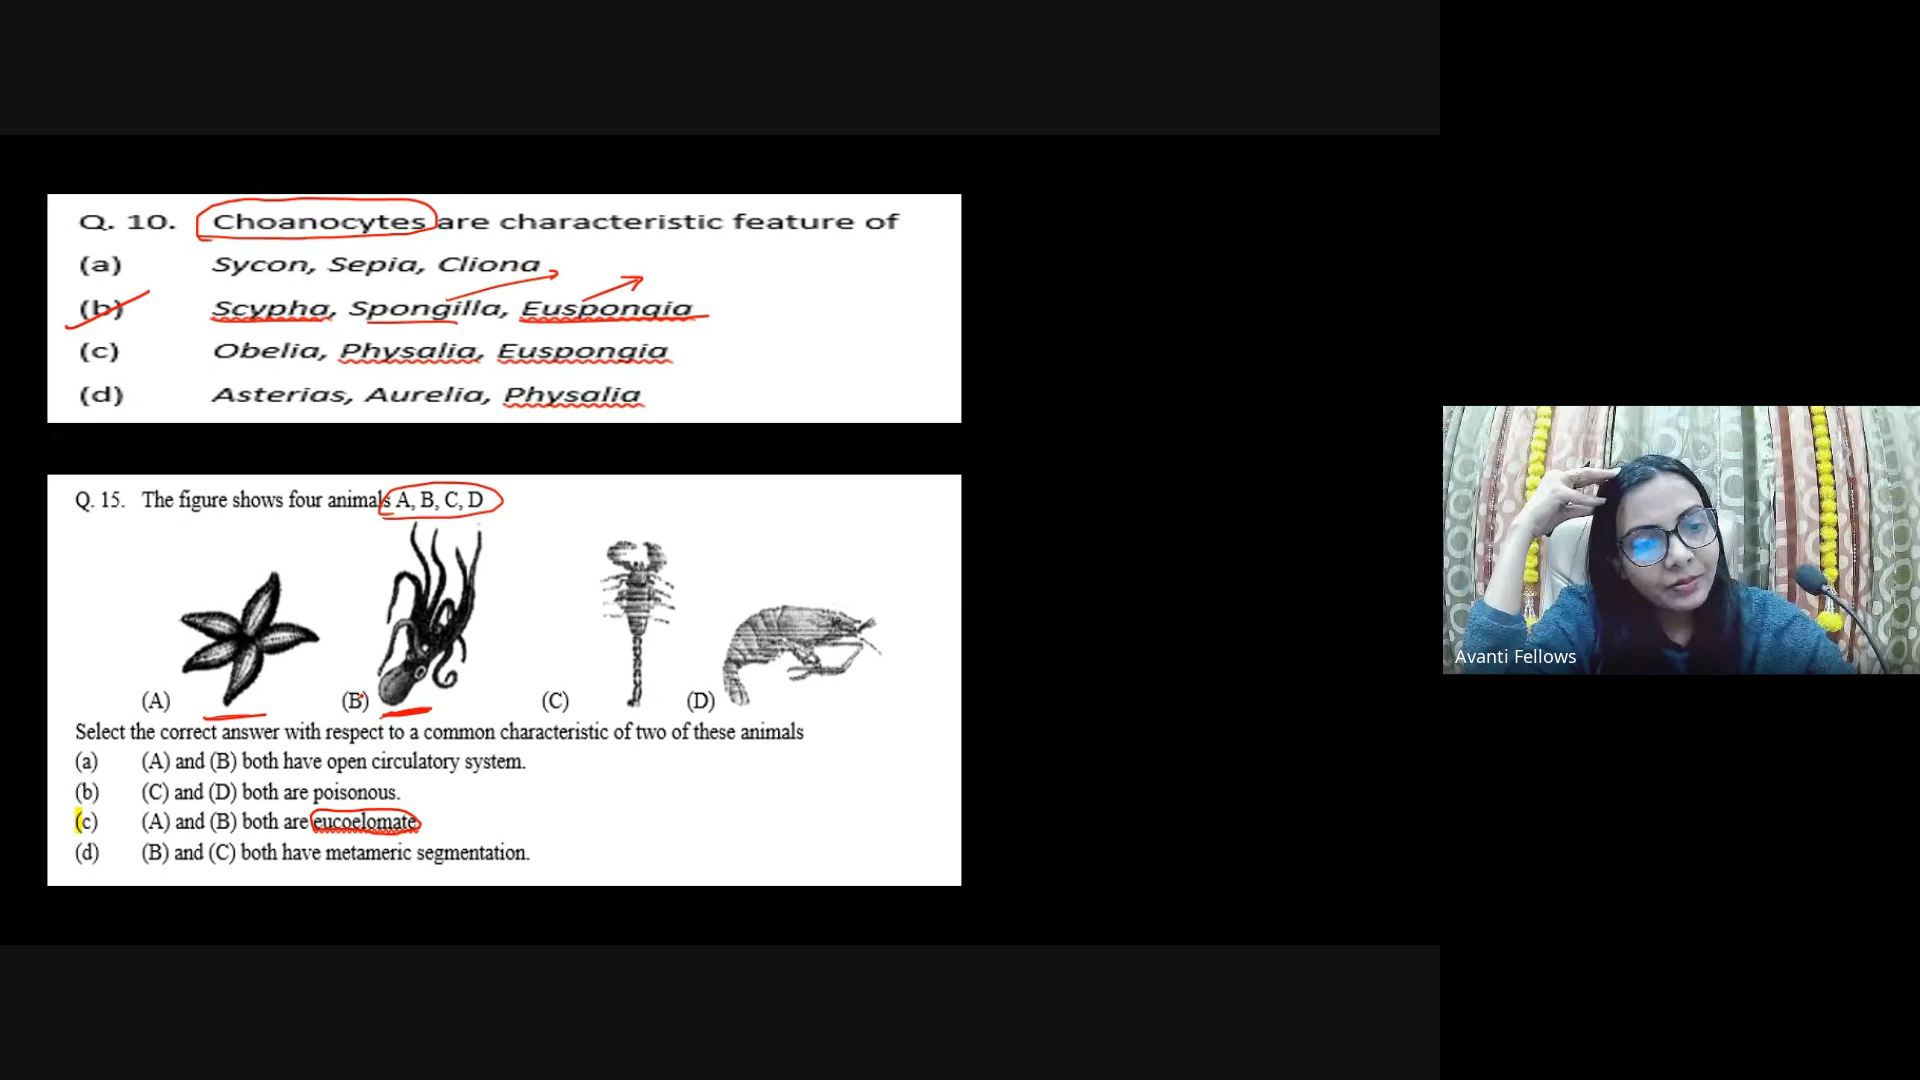 Q. 10. Choanocytes are characteristic feature of
(a) Sycon, Sepia, Cliona
(b) Scypha, Spongilla, Euspongia
(c) Obelia, Physalia, Euspongia
(d) Asterias, Aurelia, Physalia
Q. 15. The figure shows four animals A, B, C, D
(A) (B) (C) (D)
Select the correct answer with respect to a common characteristic of two of these animals
(a) (A) and (B) both have open circulatory system.
(b) (C) and (D) both are poisonous.
(c) (A) and (B) both are eucoelomate
(d) (B) and (C) both have metameric segmentation.
Avanti Fellows